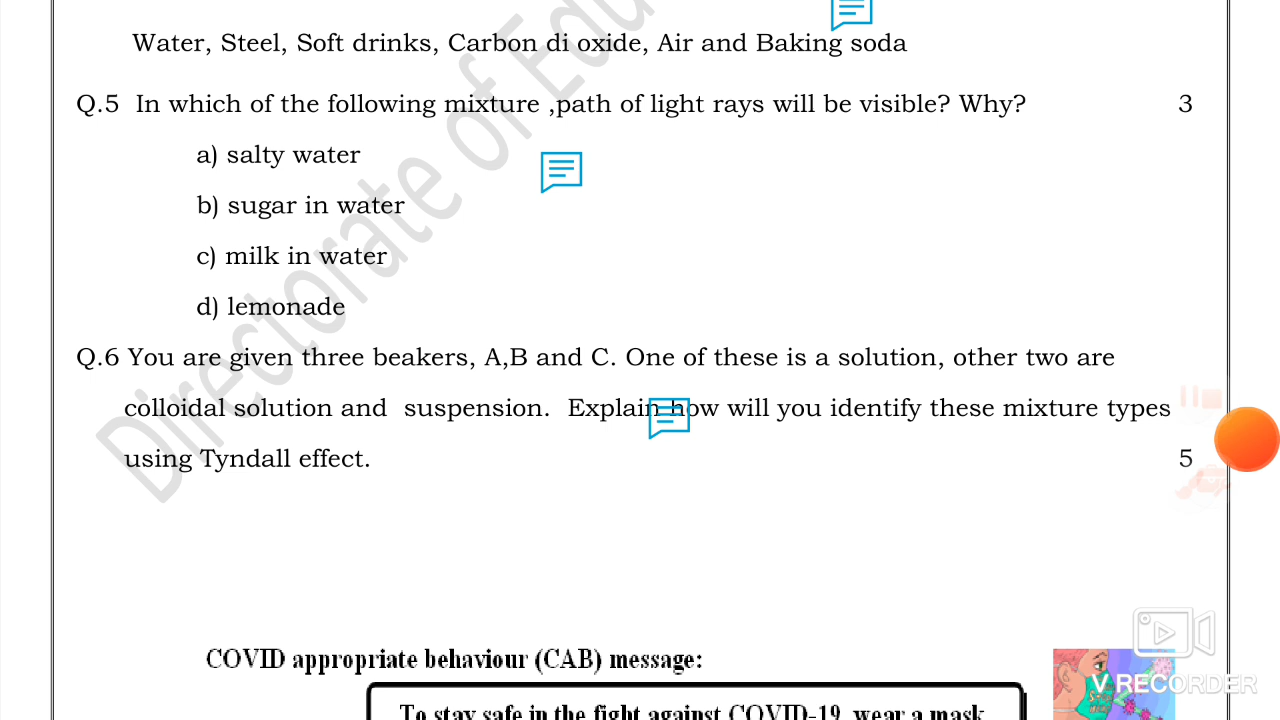 Water, Steel, Soft drinks, Carbon di oxide, Air and Baking soda
Q.5 In which of the following mixture ,path of light rays will be visible? Why? 3
a) salty water
b) sugar in water
c) milk in water
d) lemonade
Q.6 You are given three beakers, A,B and C. One of these is a solution, other two are
colloidal solution and suspension. Explain how will you identify these mixture types
using Tyndall effect. 5
Directorate of Edu
COVID appropriate behaviour (CAB) message:
V RECORDER
To stay safe in the fight against COVID-19, wear a mask